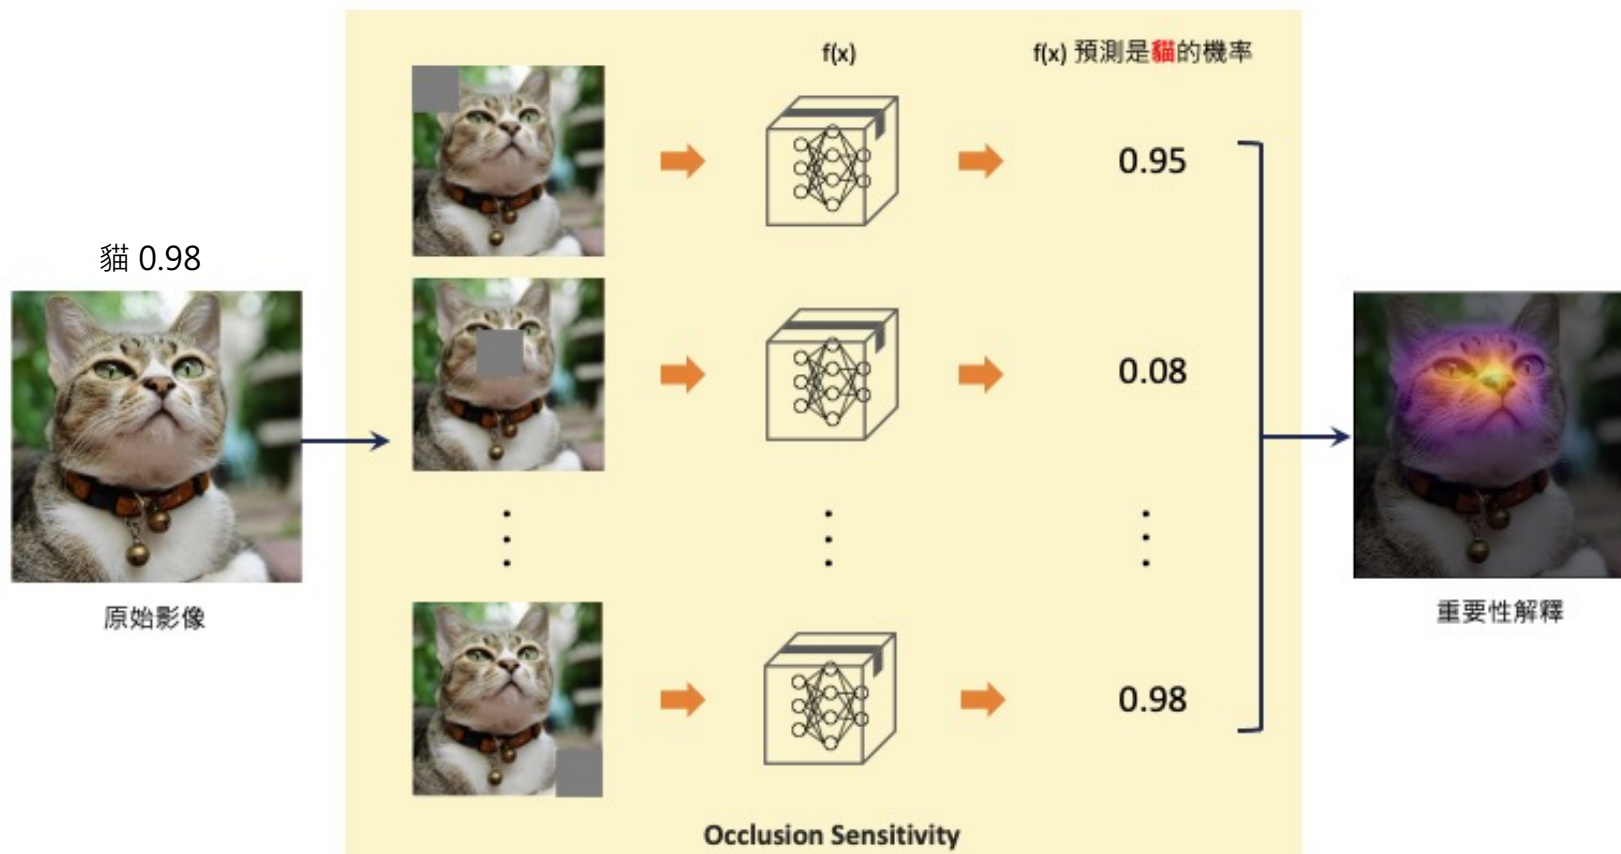 貓 0.98
原始影像
f(x)
f(x) 預測是貓的機率
0.95
0.08
0.98
Occlusion Sensitivity
重要性解釋